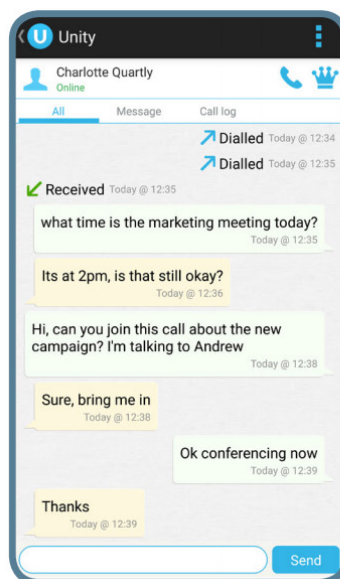 U Unity
Charlotte Quartly
Online
All Message Call log
Dialled Today @ 12:34
Dialled Today @ 12:35
Received Today @ 12:35
what time is the marketing meeting today?
Today @ 12:35
Its at 2pm, is that still okay?
Today @ 12:36
Hi, can you join this call about the new
campaign? I'm talking to Andrew
Today @ 12:38
Sure, bring me in
Today @ 12:38
Ok conferencing now
Today @ 12:39
Thanks
Today @ 12:39
Send